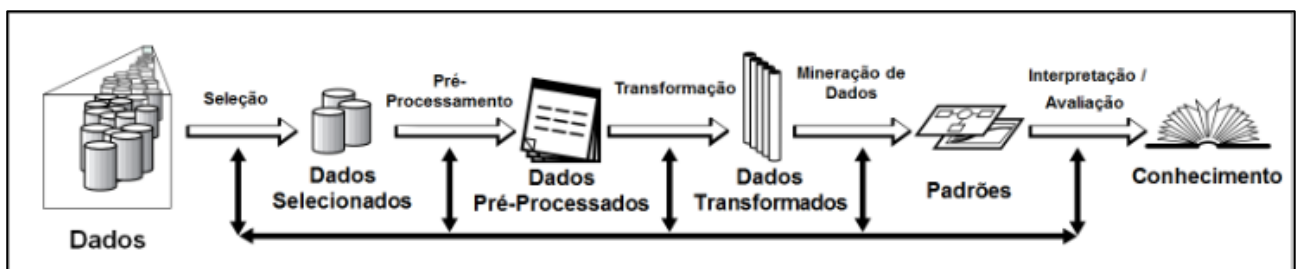 Dados
Seleção
Dados
Selecionados
Pré-
Processamento
Dados
Pré-Processados
Transformação
Dados
Transformados
Mineração de
Dados
Padrões
Interpretação /
Avaliação
Conhecimento